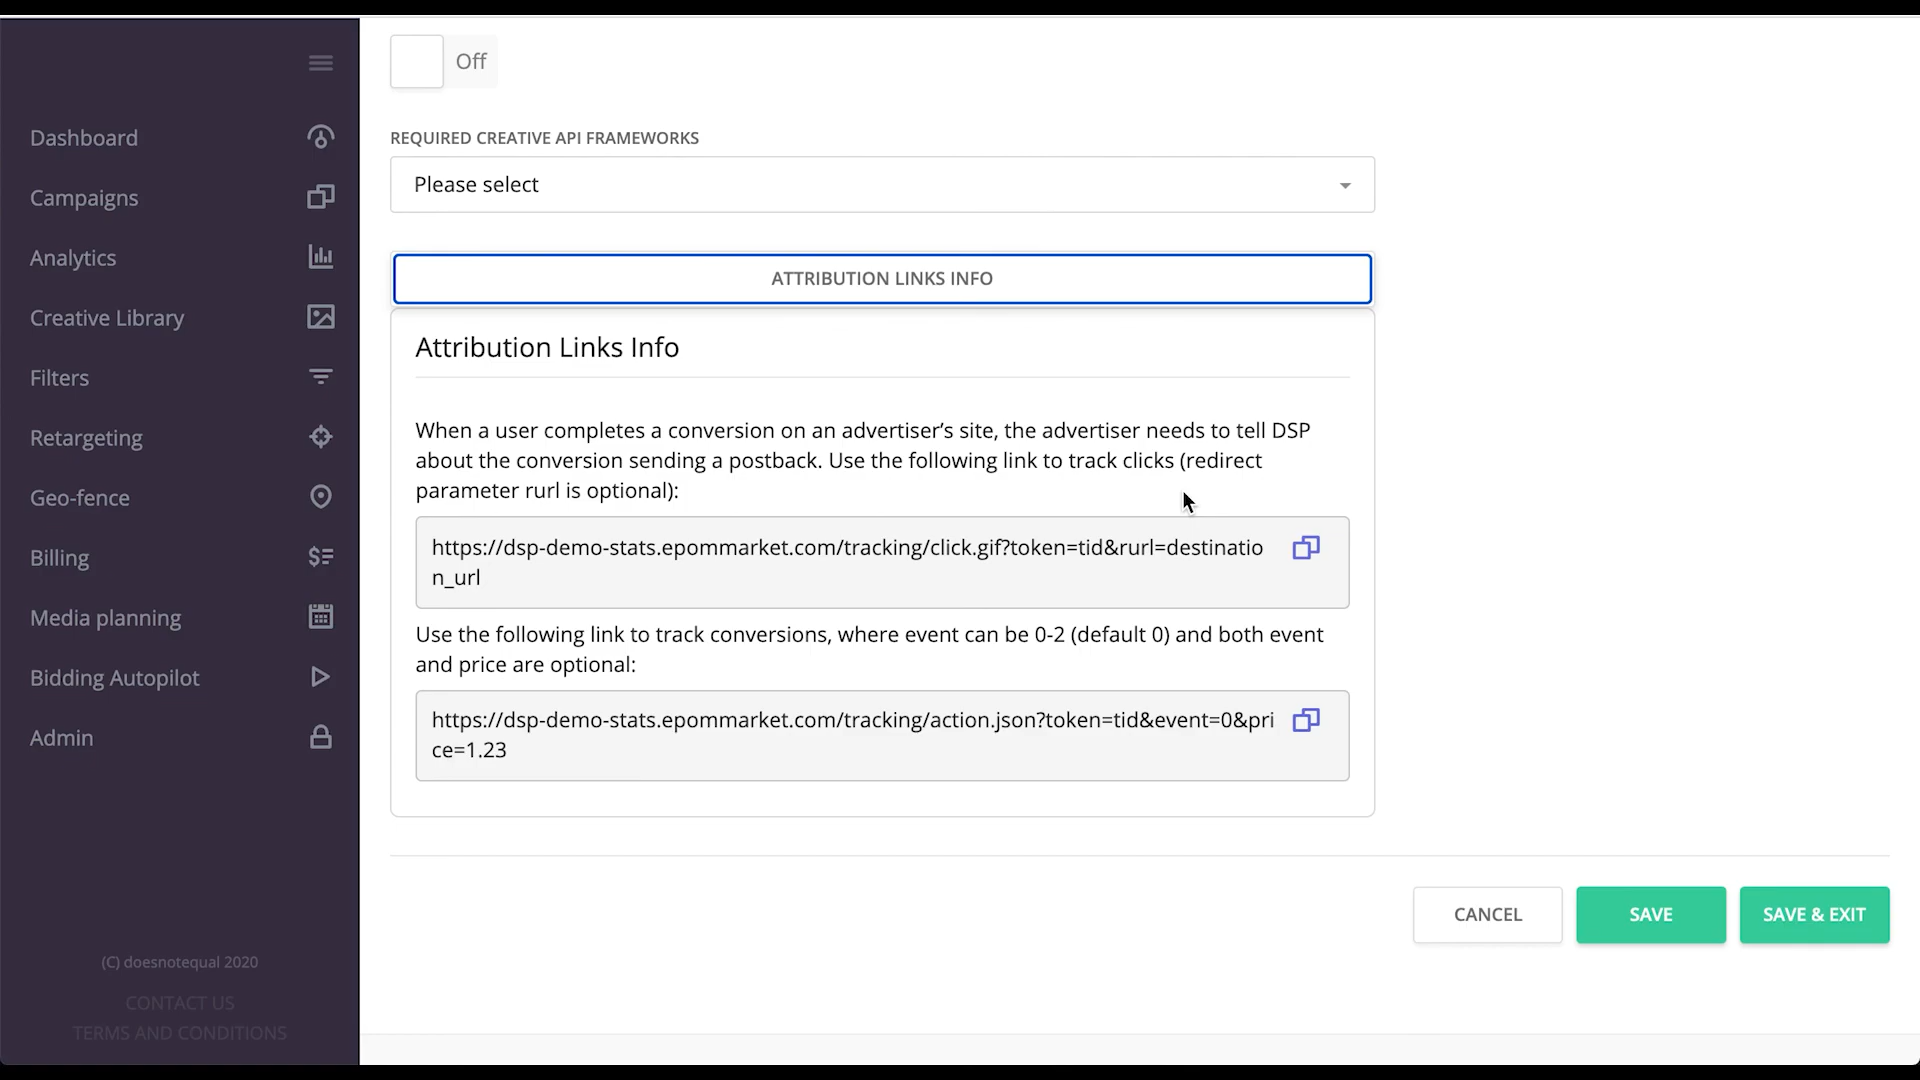 Off
Dashboard
Campaigns
Analytics
Creative Library
Filters
Retargeting
Geo-fence
Billing
Media planning
Bidding Autopilot
Admin
(C) doesnotequal 2020
CONTACT US
TERMS AND CONDITIONS
REQUIRED CREATIVE API FRAMEWORKS
Please select
ATTRIBUTION LINKS INFO
Attribution Links Info
When a user completes a conversion on an advertiser’s site, the advertiser needs to tell DSP
about the conversion sending a postback. Use the following link to track clicks (redirect
parameter rurl is optional):
https://dsp-demo-stats.epommarket.com/tracking/click.gif?token=tid&rurl=destinatio
n_url
Use the following link to track conversions, where event can be 0-2 (default 0) and both event
and price are optional:
https://dsp-demo-stats.epommarket.com/tracking/action.json?token=tid&event=0&pri
ce=1.23
CANCEL
SAVE
SAVE & EXIT